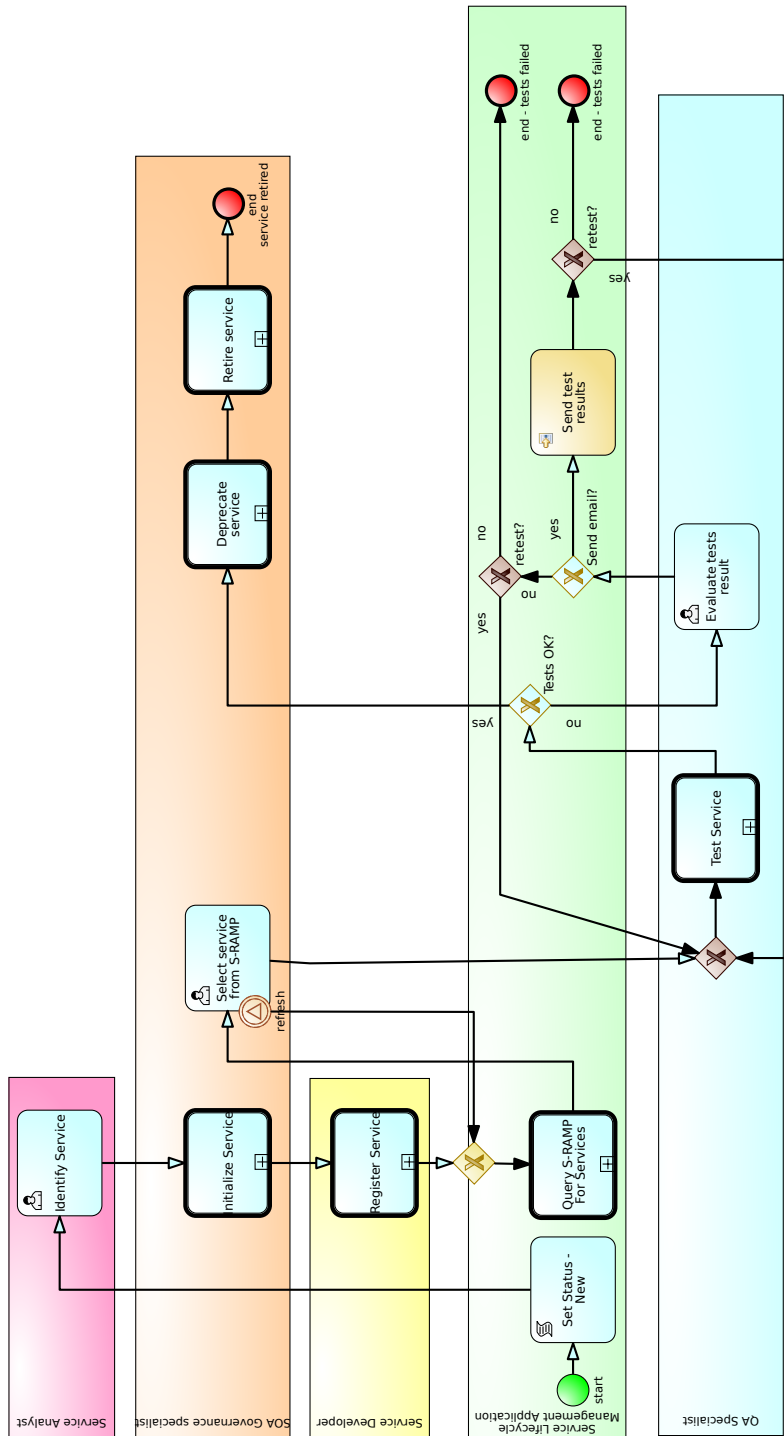 Service Analyst
Identify Service
SOA Governance specialist
Initialize Service
Select service
from S-RAMP
refresh
Deprecate
service
Retire service
end
service retired
Service Developer
Register Service
Service Lifecycle
Management Application
start
Set Status -
New
Query S-RAMP
For Services
yes
Tests OK?
no
yes
retest?
no
no
Send email?
yes
Send test
results
yes
retest?
no
end - tests failed
end - tests failed
QA Specialist
Test Service
Evaluate tests
result